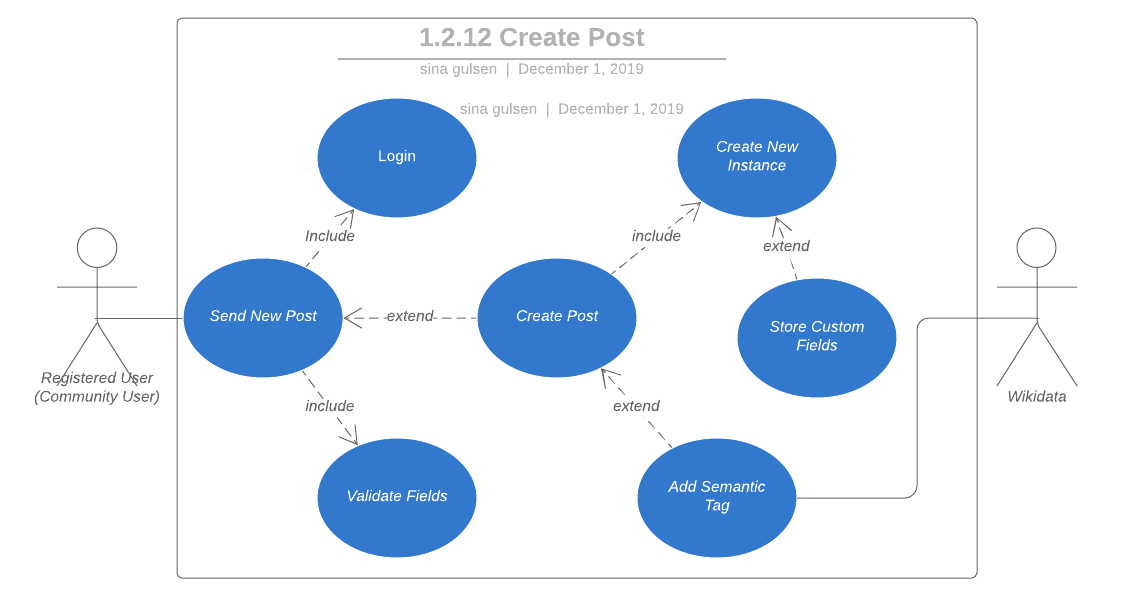 1.2.12 Create Post
sina gulsen | December 1, 2019
sina gulsen | December 1, 2019
Login
Create New
Instance
Include
include
extend
Send New Post
extend
Create Post
Store Custom
Fields
Registered User
(Community User)
Wikidata
include
extend
Validate Fields
Add Semantic
Tag